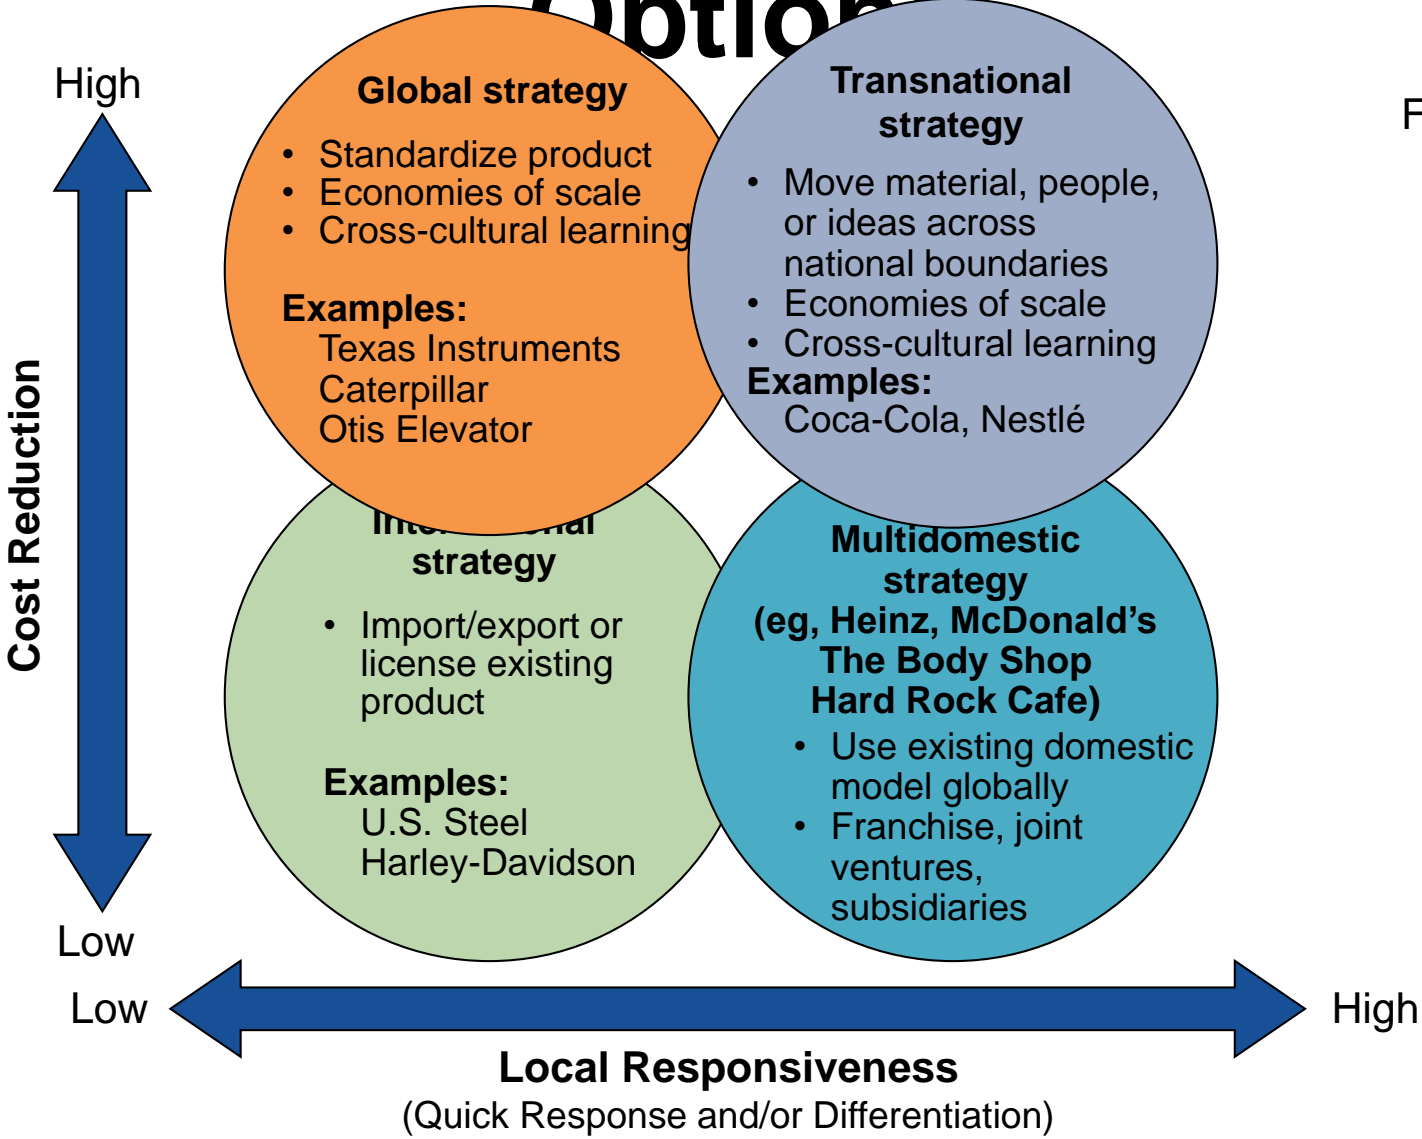 High
Global strategy
• Standardize product
• Economies of scale
• Cross-cultural learning
Examples:
Texas Instruments
Caterpillar
Otis Elevator
Transnational
strategy
• Move material, people,
or ideas across
national boundaries
• Economies of scale
• Cross-cultural learning
Examples:
Coca-Cola, Nestlé
Cost Reduction
strategy
• Import/export or
license existing
product
Examples:
U.S. Steel
Harley-Davidson
Multidomestic
strategy
(eg, Heinz, McDonald’s
The Body Shop
Hard Rock Cafe)
• Use existing domestic
model globally
• Franchise, joint
ventures,
subsidiaries
Low
Low
High
Local Responsiveness
(Quick Response and/or Differentiation)